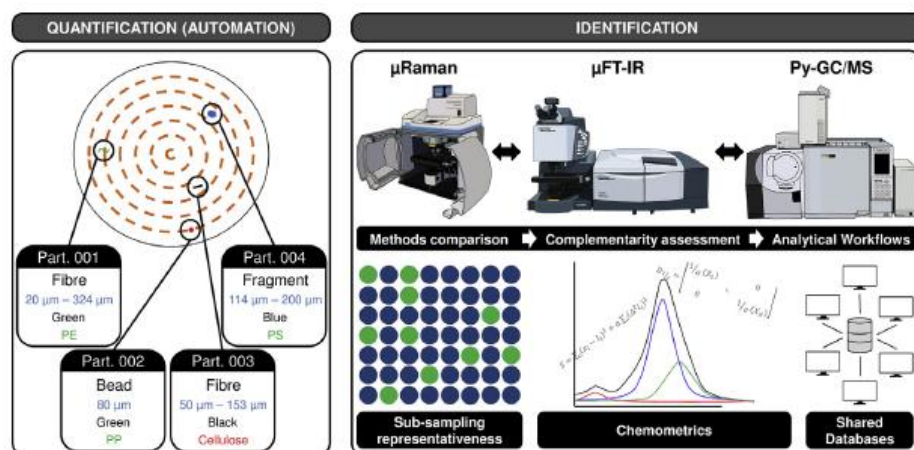 QUANTIFICATION (AUTOMATION)
Part. 001
Fibre
20 µm – 324 µm
Green
PE
Part. 004
Fragment
114 µm – 200 µm
Blue
PS
Part. 002
Bead
80 µm
Green
PP
Part. 003
Fibre
50 µm – 153 µm
Black
Cellulose
IDENTIFICATION
µRaman
µFT-IR
Py-GC/MS
Methods comparison
Complementarity assessment
Analytical Workflows
Sub-sampling
representativeness
Chemometrics
Shared
Databases